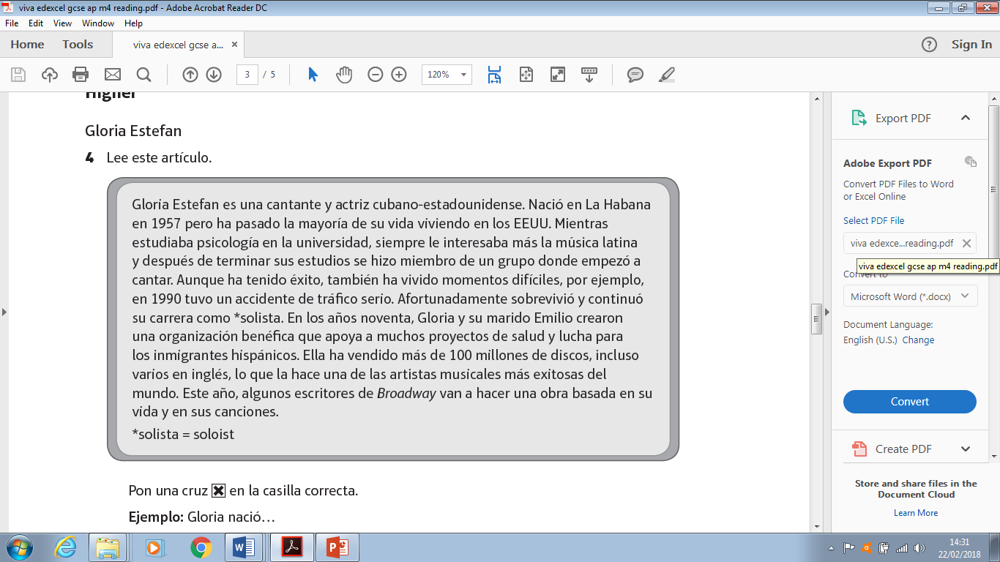 viva edexcel gcse ap m4 reading.pdf - Adobe Acrobat Reader DC
File Edit View Window Help
Home Tools viva edexcel gcse a... × ? Sign In
3 / 5 120%
Higher
Gloria Estefan
4 Lee este artículo.
Gloria Estefan es una cantante y actriz cubano-estadounidense. Nació en La Habana
en 1957 pero ha pasado la mayoría de su vida viviendo en los EEUU. Mientras
estudiaba psicología en la universidad, siempre le interesaba más la música latina
y después de terminar sus estudios se hizo miembro de un grupo donde empezó a
cantar. Aunque ha tenido éxito, también ha vivido momentos difíciles, por ejemplo,
en 1990 tuvo un accidente de tráfico serio. Afortunadamente sobrevivió y continuó
su carrera como *solista. En los años noventa, Gloria y su marido Emilio crearon
una organización benéfica que apoya a muchos proyectos de salud y lucha para
los inmigrantes hispánicos. Ella ha vendido más de 100 millones de discos, incluso
varios en inglés, lo que la hace una de las artistas musicales más exitosas del
mundo. Este año, algunos escritores de Broadway van a hacer una obra basada en su
vida y en sus canciones.
*solista = soloist
Pon una cruz en la casilla correcta.
Ejemplo: Gloria nació…
Export PDF
Adobe Export PDF
Convert PDF Files to Word
or Excel Online
Select PDF File
viva edexce...reading.pdf
viva edexcel gcse ap m4 reading.pdf
Convert to
Microsoft Word (*.docx)
Document Language:
English (U.S.) Change
Convert
Create PDF
Store and share files in the
Document Cloud
Learn More
14:31
22/02/2018